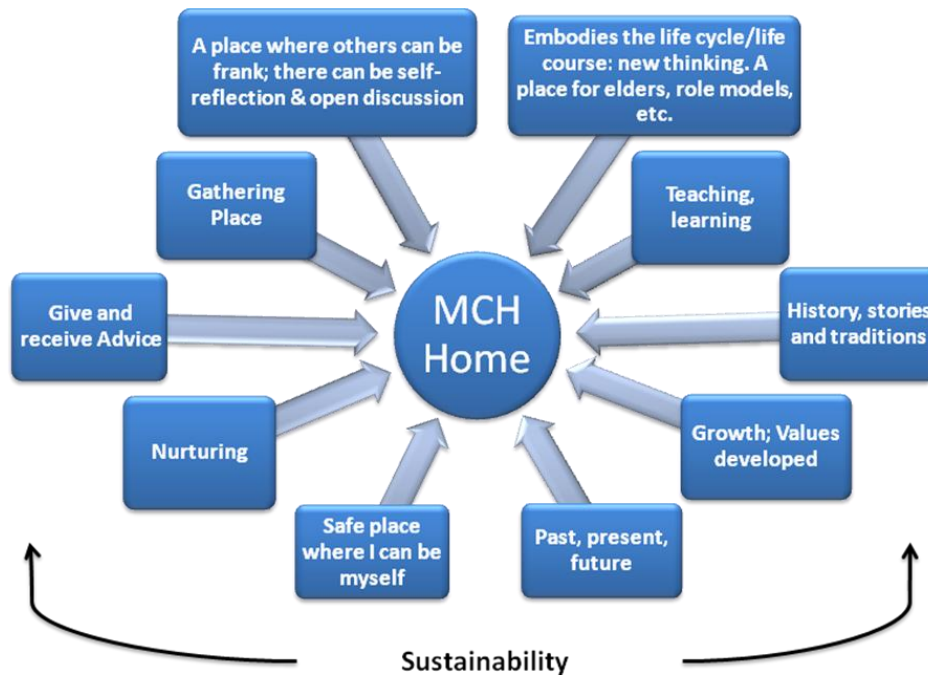 A place where others can be
frank; there can be self-
reflection & open discussion
Embodies the life cycle/life
course: new thinking. A
place for elders, role models,
etc.
Gathering
Place
Teaching,
learning
Give and
receive Advice
MCH
Home
History, stories
and traditions
Nurturing
Growth; Values
developed
Safe place
where I can be
myself
Past, present,
future
Sustainability